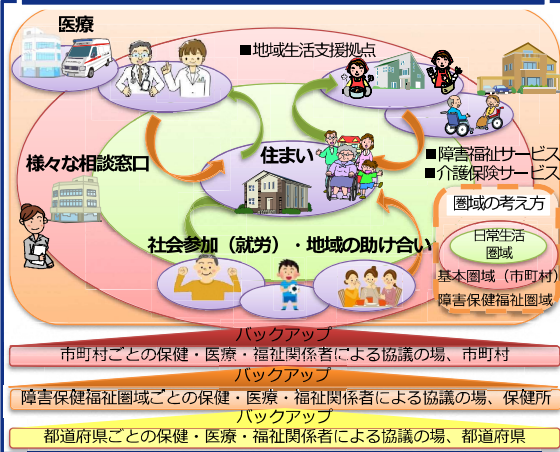 医療
■地域生活支援拠点
住まい
様々な相談窓口
■障害福祉サービス
■介護保険サービス
圏域の考え方
日常生活
圏域
基本圏域（市町村）
障害保健福祉圏域
社会参加（就労）・地域の助け合い
バックアップ
市町村ごとの保健・医療・福祉関係者による協議の場、市町村
バックアップ
障害保健福祉圏域ごとの保健・医療・福祉関係者による協議の場、保健所
バックアップ
都道府県ごとの保健・医療・福祉関係者による協議の場、都道府県